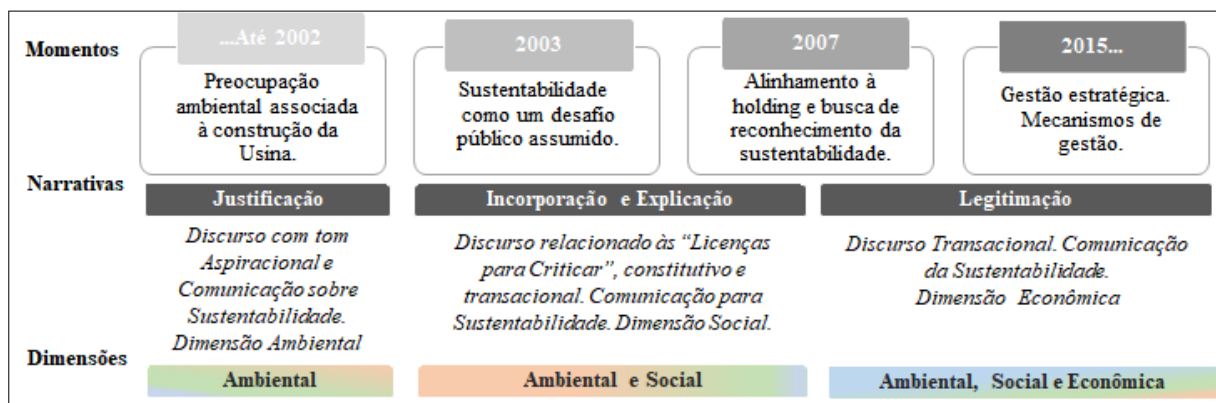 Momentos
...Até 2002
Preocupação
ambiental associada
à construção da
Usina.
2003
Sustentabilidade
como um desafio
público assumido.
2007
Alinhamento à
holding e busca de
reconhecimento da
sustentabilidade.
2015...
Gestão estratégica.
Mecanismos de
gestão.
Narrativas
Justificação
Discurso com tom
Aspiracional e
Comunicação sobre
Sustentabilidade.
Dimensão Ambiental
Incorporação e Explicação
Discurso relacionado às “Licenças
para Criticar”, constitutivo e
transacional. Comunicação para
Sustentabilidade. Dimensão Social.
Legitimação
Discurso Transacional. Comunicação
da Sustentabilidade.
Dimensão Econômica
Dimensões
Ambiental
Ambiental e Social
Ambiental, Social e Econômica